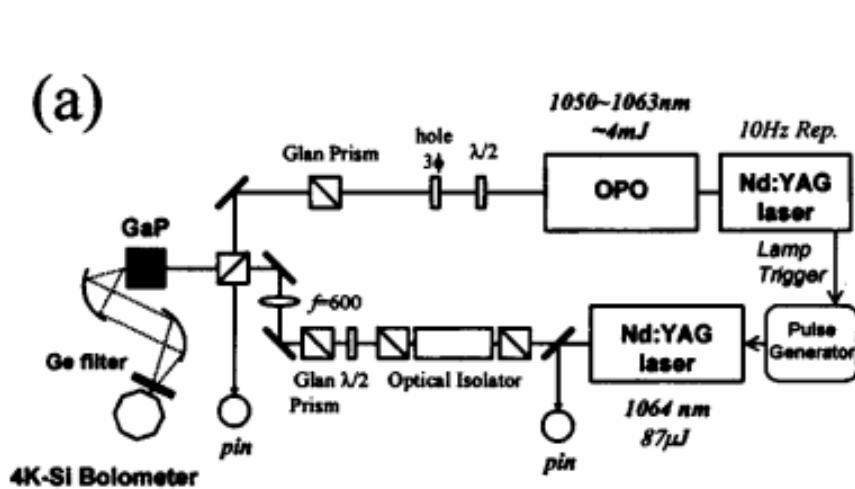 (a)
1050~1063nm
~4mJ
10Hz Rep.
hole
3ϕ
λ/2
Glan Prism
OPO
Nd:YAG
laser
GaP
Lamp
Trigger
f=600
Nd:YAG
laser
Pulse
Generator
Ge filter
Glan λ/2
Prism
Optical Isolator
1064 nm
87μJ
pin
pin
4K-Si Bolometer